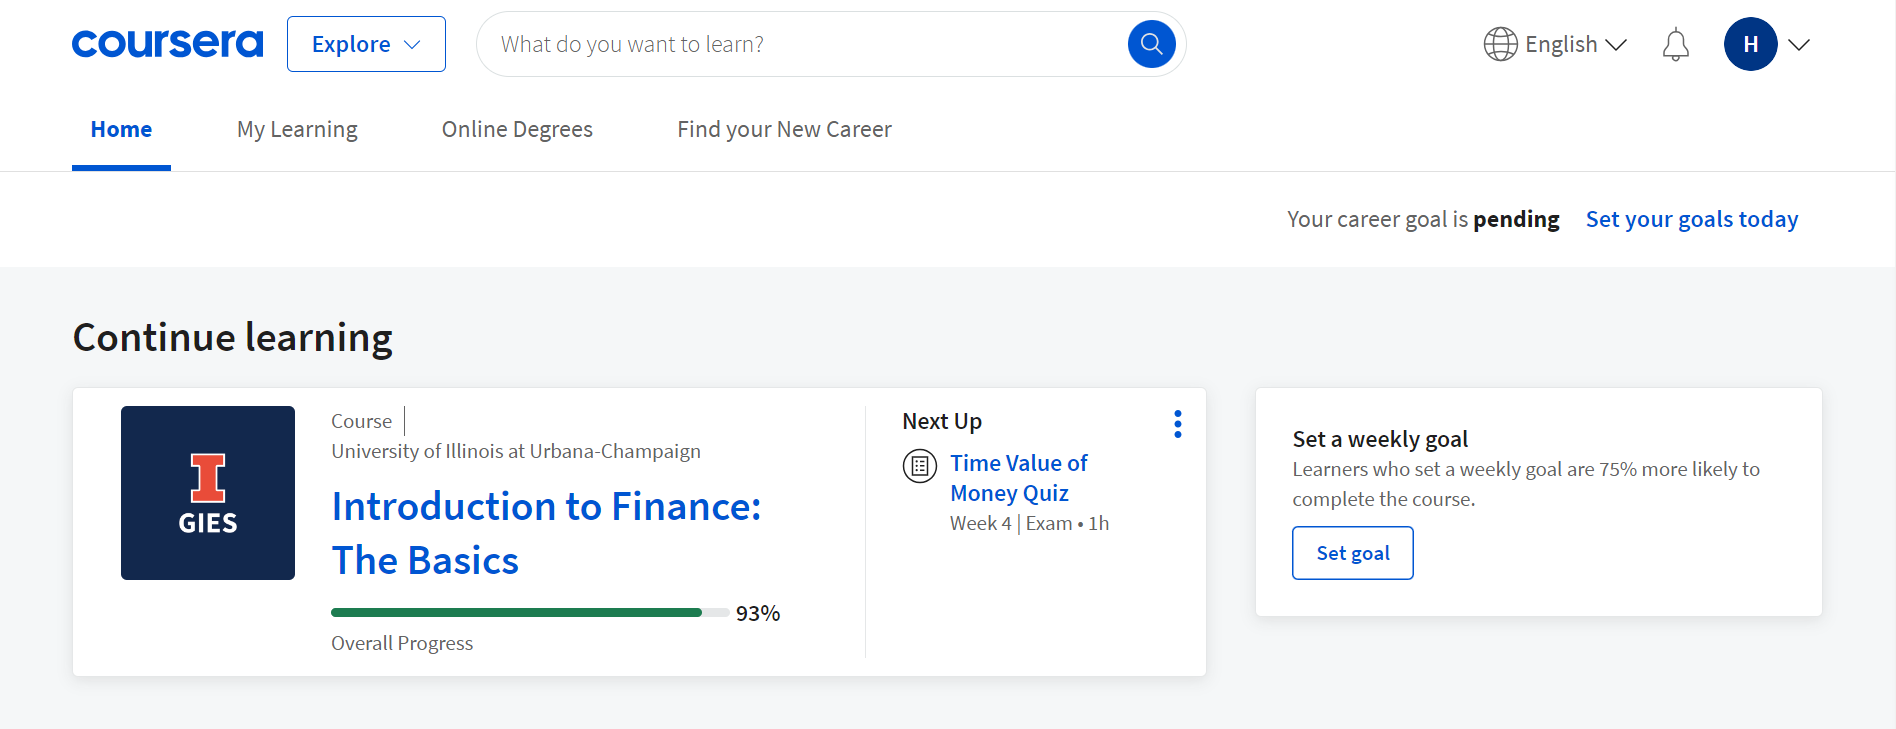 coursera
Explore
What do you want to learn?
English
H
Home
My Learning
Online Degrees
Find your New Career
Your career goal is pending
Set your goals today
Continue learning
I
GIES
Course
University of Illinois at Urbana-Champaign
Introduction to Finance:
The Basics
93%
Overall Progress
Next Up
Time Value of
Money Quiz
Week 4 | Exam • 1h
Set a weekly goal
Learners who set a weekly goal are 75% more likely to
complete the course.
Set goal